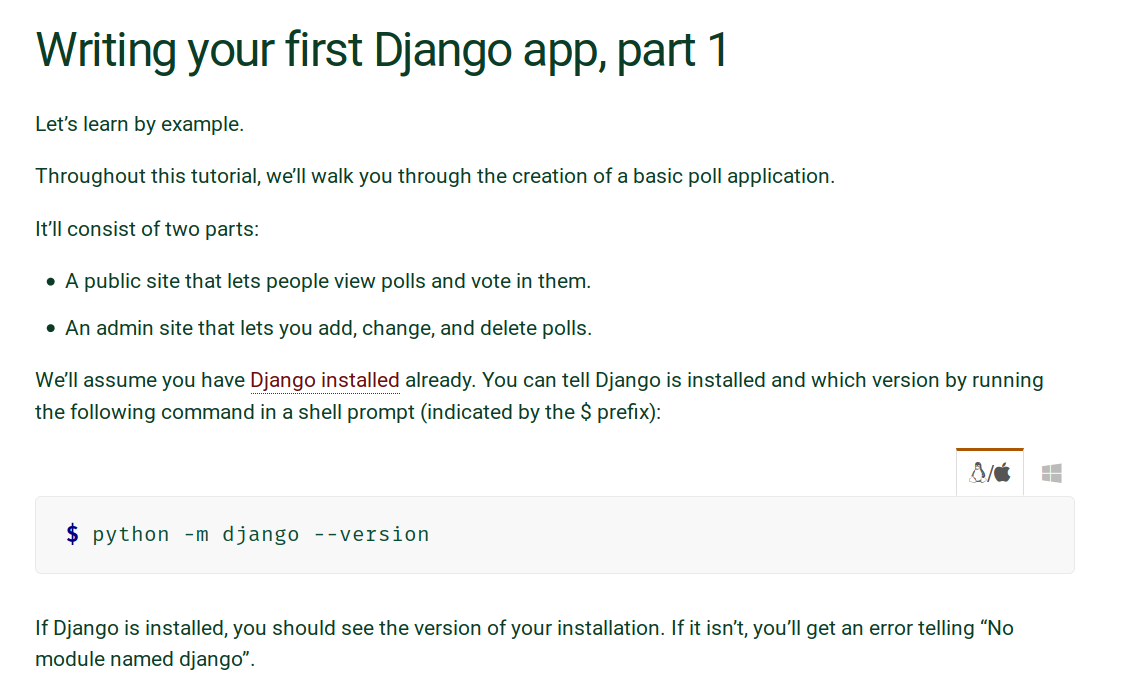 Writing your first Django app, part 1
Let’s learn by example.
Throughout this tutorial, we’ll walk you through the creation of a basic poll application.
It’ll consist of two parts:
• A public site that lets people view polls and vote in them.
• An admin site that lets you add, change, and delete polls.
We’ll assume you have Django installed already. You can tell Django is installed and which version by running
the following command in a shell prompt (indicated by the $ prefix):
/
$ python -m django --version
If Django is installed, you should see the version of your installation. If it isn’t, you’ll get an error telling “No
module named django”.